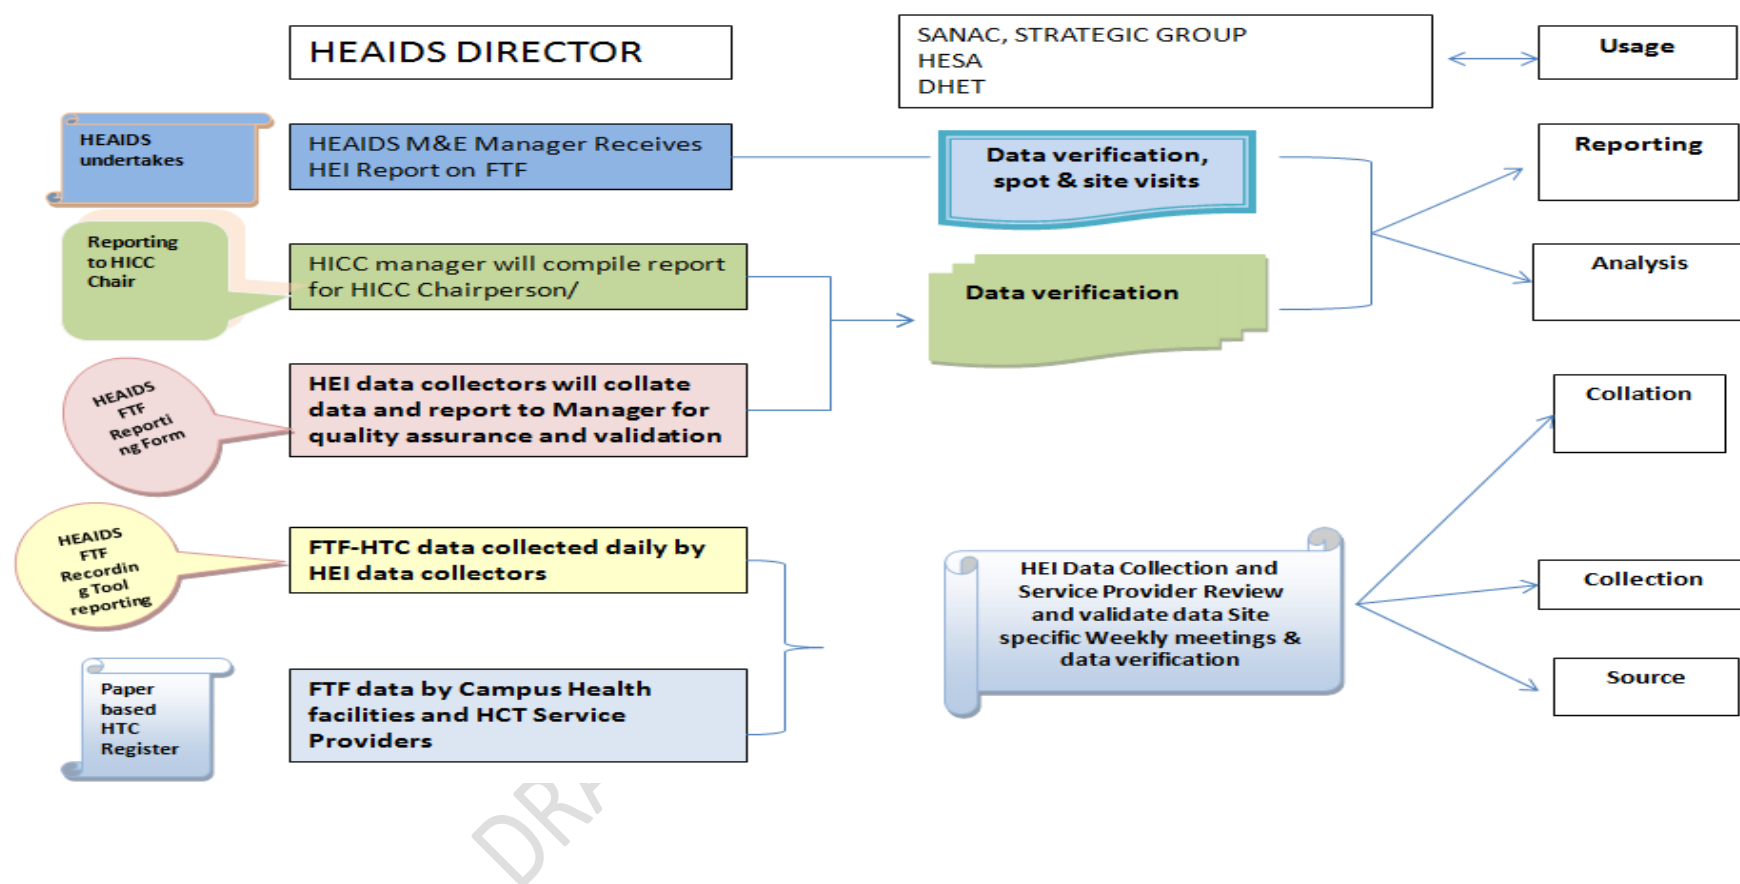 HEAIDS DIRECTOR
SANAC, STRATEGIC GROUP
HESA
DHET
Usage
HEAIDS
undertakes
HEAIDS M&E Manager Receives
HEI Report on FTF
Data verification,
spot & site visits
Reporting
Reporting
to HICC
Chair
HICC manager will compile report
for HICC Chairperson/
Data verification
Analysis
HEAIDS
FTF
Reporti
ng Form
HEI data collectors will collate
data and report to Manager for
quality assurance and validation
Collation
HEAIDS
FTF
Recordin
g Tool
reporting
FTF-HTC data collected daily by
HEI data collectors
HEI Data Collection and
Service Provider Review
and validate data Site
specific Weekly meetings &
data verification
Collection
Paper
based
HTC
Register
FTF data by Campus Health
facilities and HCT Service
Providers
Source